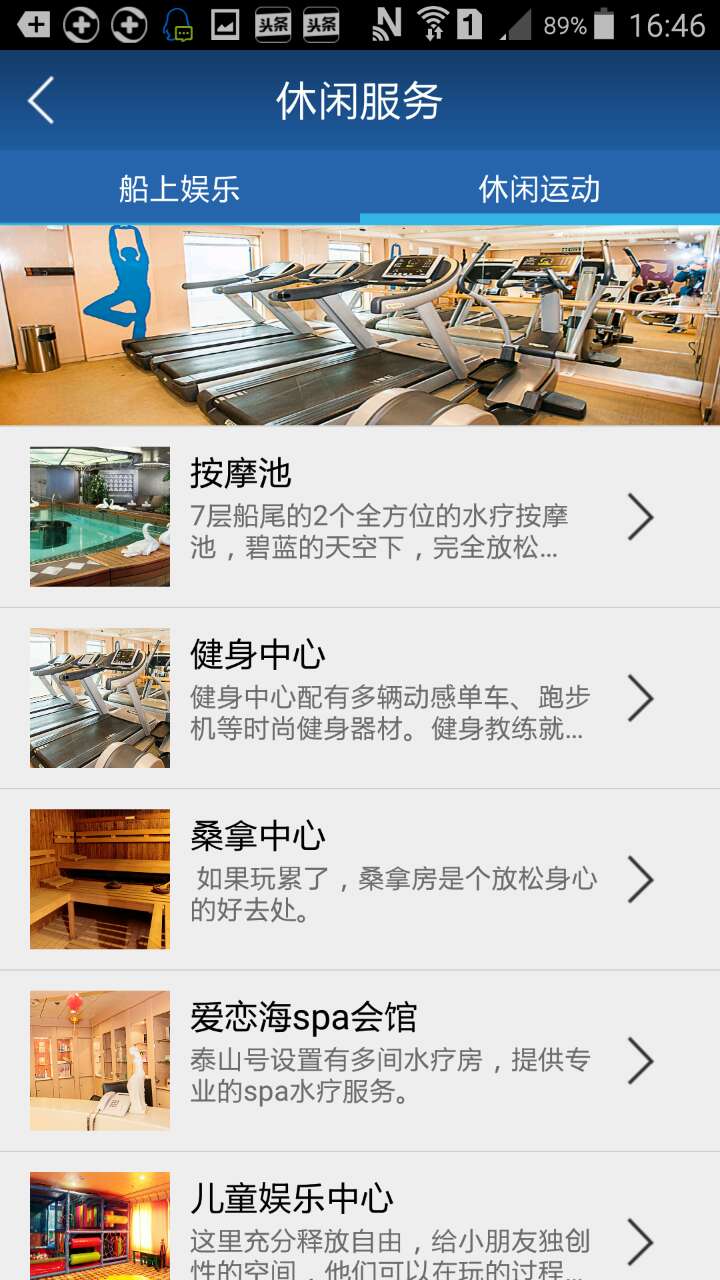 头条
头条
1
89%
16:46
休闲服务
船上娱乐
休闲运动
按摩池
7层船尾的2个全方位的水疗按摩
池，碧蓝的天空下，完全放松...
健身中心
健身中心配有多辆动感单车、跑步
机等时尚健身器材。健身教练就...
桑拿中心
如果玩累了，桑拿房是个放松身心
的好去处。
爱恋海spa会馆
泰山号设置有多间水疗房，提供专
业的spa水疗服务。
儿童娱乐中心
这里充分释放自由，给小朋友独创
性的空间，他们可以在玩的过程...